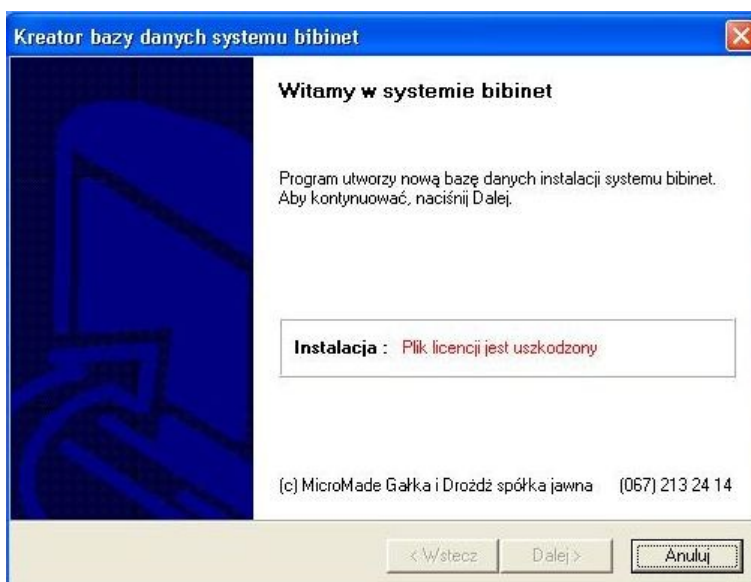 Kreator bazy danych systemu bibinet
Witamy w systemie bibinet
Program utworzy nową bazę danych instalacji systemu bibinet.
Aby kontynuować, naciśnij Dalej.
Instalacja : Plik licencji jest uszkodzony
(c) MicroMade Gałka i Drożdż spółka jawna (067) 213 24 14
< Wstecz Dalej > Anuluj